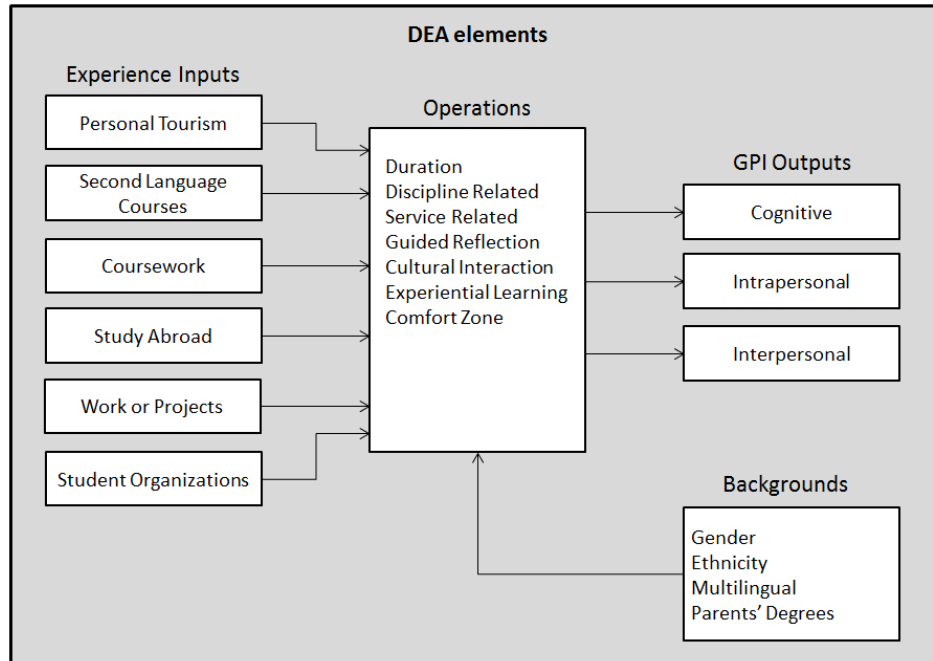 DEA elements
Experience Inputs
Personal Tourism
Second Language
Courses
Coursework
Study Abroad
Work or Projects
Student Organizations
Operations
Duration
Discipline Related
Service Related
Guided Reflection
Cultural Interaction
Experiential Learning
Comfort Zone
GPI Outputs
Cognitive
Intrapersonal
Interpersonal
Backgrounds
Gender
Ethnicity
Multilingual
Parents’ Degrees